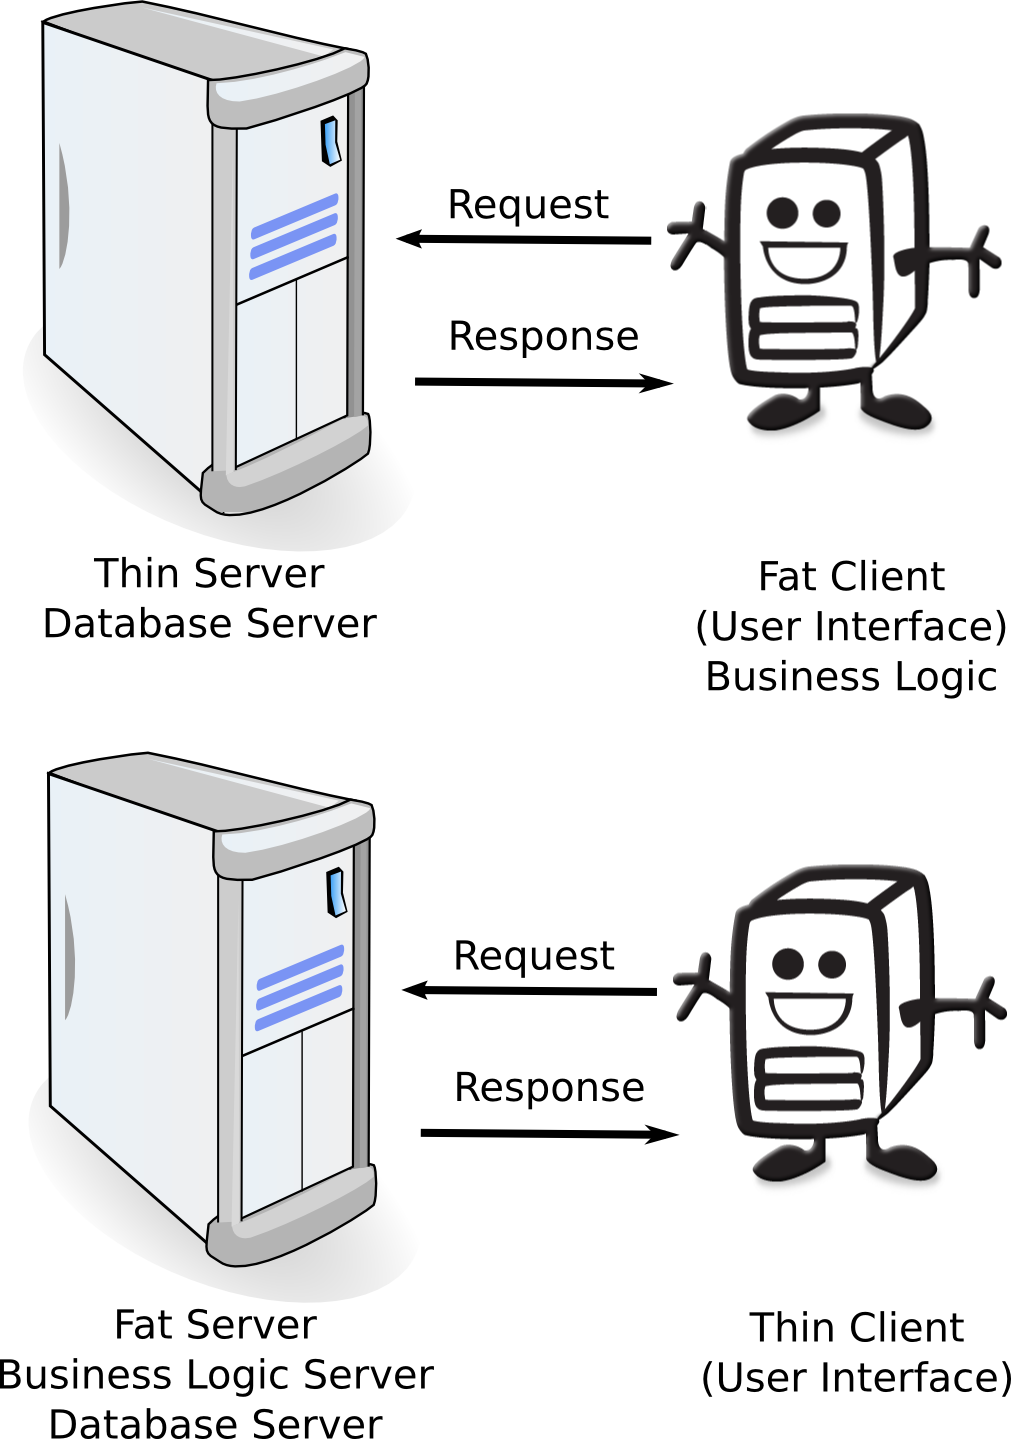 Request
Response
Thin Server
Database Server
Fat Client
(User Interface)
Business Logic
Request
Response
Fat Server
Business Logic Server
Database Server
Thin Client
(User Interface)